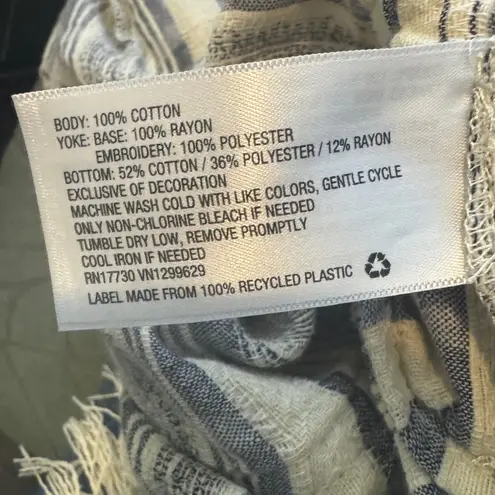 BODY: 100% COTTON
YOKE: BASE: 100% RAYON
EMBROIDERY: 100% POLYESTER
BOTTOM: 52% COTTON / 36% POLYESTER / 12% RAYON
EXCLUSIVE OF DECORATION
MACHINE WASH COLD WITH LIKE COLORS, GENTLE CYCLE
ONLY NON-CHLORINE BLEACH IF NEEDED
TUMBLE DRY LOW, REMOVE PROMPTLY
COOL IRON IF NEEDED
RN17730 VN1299629
LABEL MADE FROM 100% RECYCLED PLASTIC